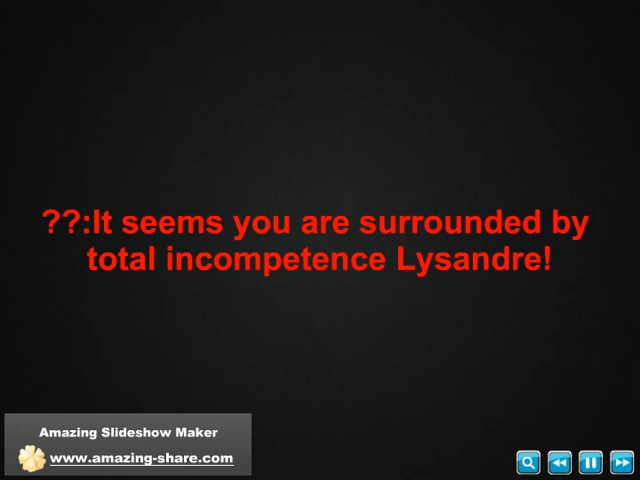 ??:It seems you are surrounded by
total incompetence Lysandre!
Amazing Slideshow Maker
www.amazing-share.com